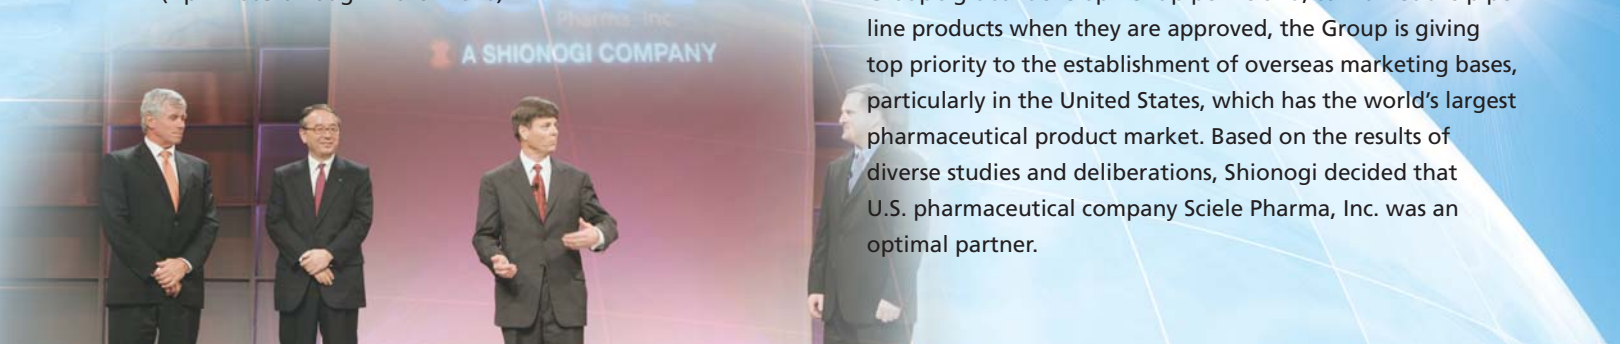 Pharma, Inc.
A SHIONOGI COMPANY
line products when they are approved, the Group is giving
top priority to the establishment of overseas marketing bases,
particularly in the United States, which has the world's largest
pharmaceutical product market. Based on the results of
diverse studies and deliberations, Shionogi decided that
U.S. pharmaceutical company Sciele Pharma, Inc. was an
optimal partner.